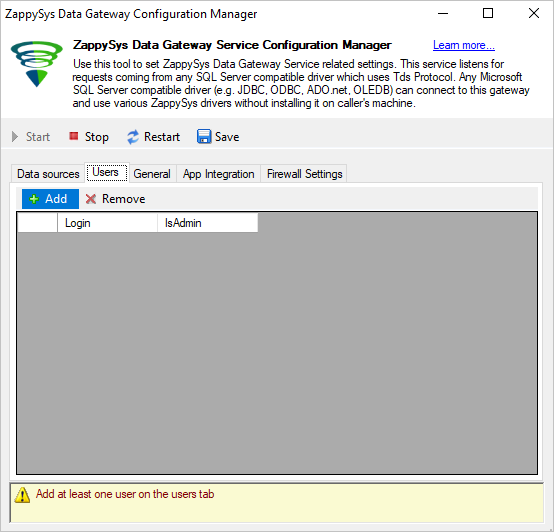 ZappySys Data Gateway Configuration Manager
ZappySys Data Gateway Service Configuration Manager Learn more...
Use this tool to set ZappySys Data Gateway Service related settings. This service listens for
requests coming from any SQL Server compatible driver which uses Tds Protocol. Any Microsoft
SQL Server compatible driver (e.g. JDBC, ODBC, ADO.net, OLEDB) can connect to this gateway
and use various ZappySys drivers without installing it on caller's machine.
Start Stop Restart Save
Data sources Users General App Integration Firewall Settings
Add Remove
Login IsAdmin
Add at least one user on the users tab